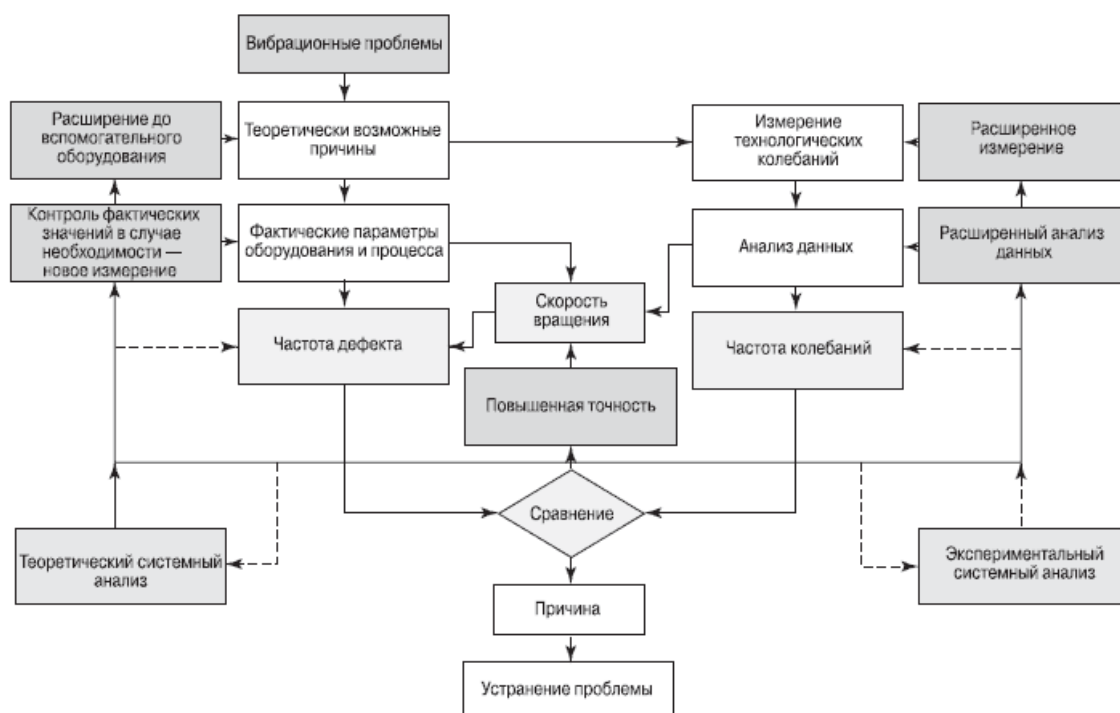 Вибрационные проблемы
Расширение до
вспомогательного
оборудования
Теоретически возможные
причины
Измерение
технологических
колебаний
Расширенное
измерение
Контроль фактических
значений в случае
необходимости —
новое измерение
Фактические параметры
оборудования и процесса
Анализ данных
Расширенный анализ
данных
Скорость
вращения
Частота дефекта
Частота колебаний
Повышенная точность
Сравнение
Теоретический системный
анализ
Экспериментальный
системный анализ
Причина
Устранение проблемы